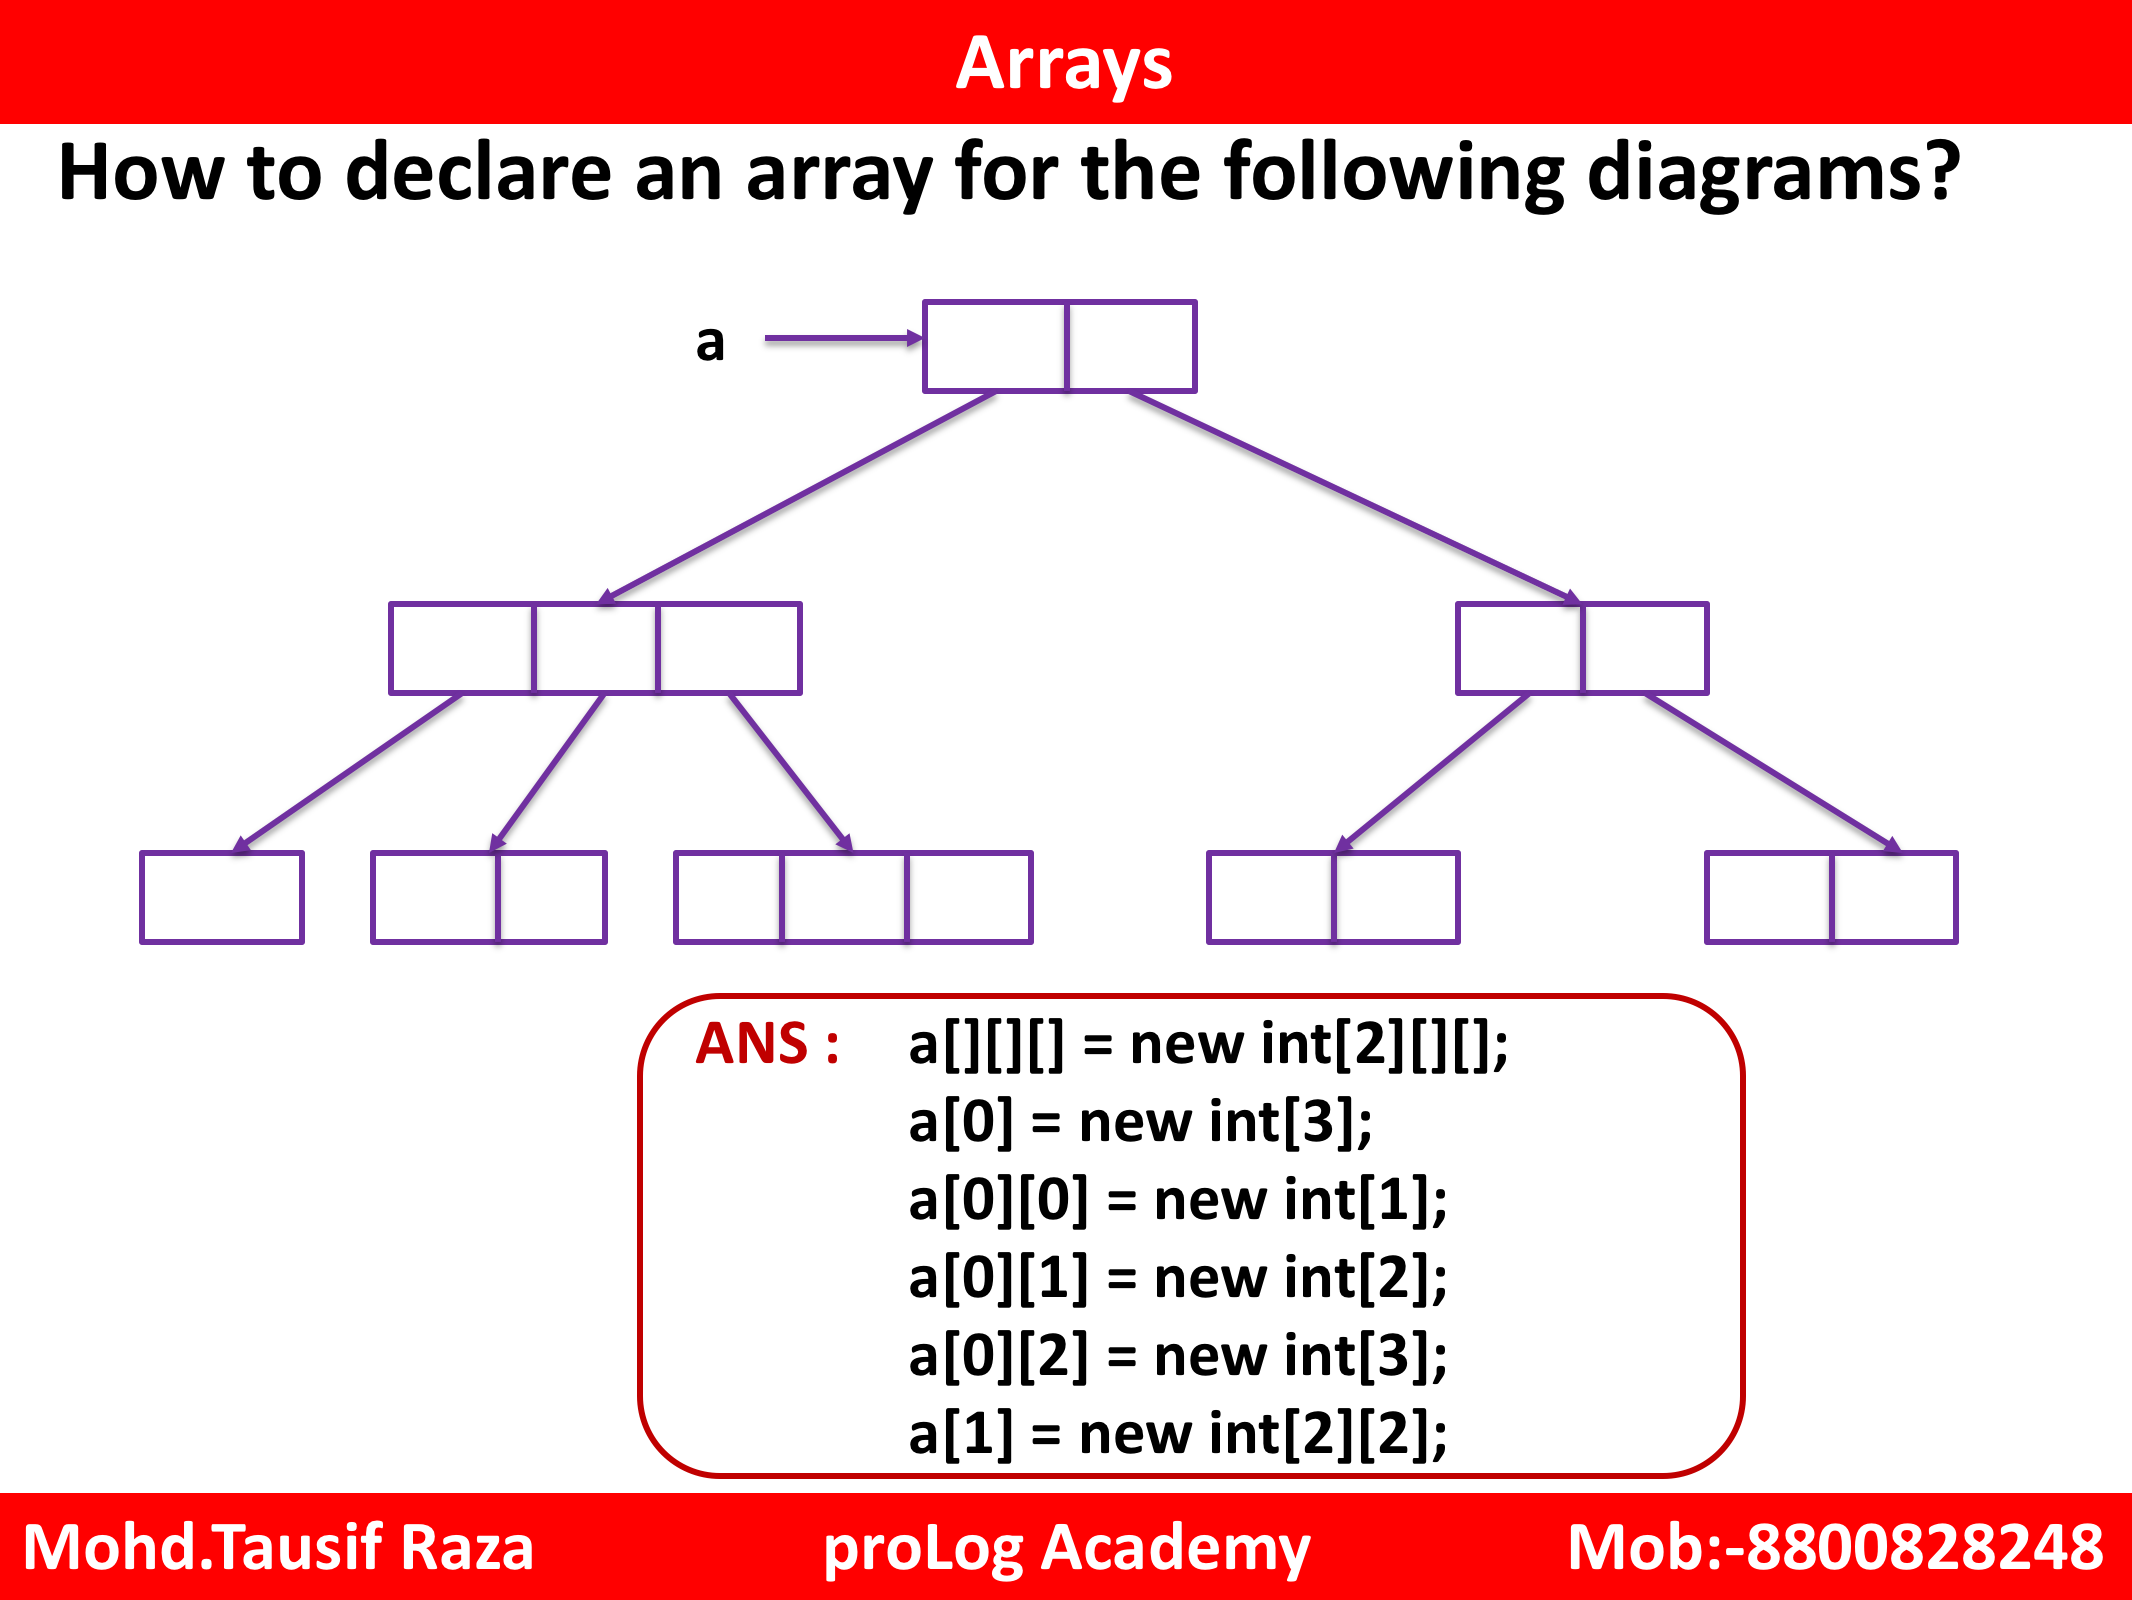 Arrays
How to declare an array for the following diagrams?
a
ANS : a[][][] = new int[2][][];
a[0] = new int[3];
a[0][0] = new int[1];
a[0][1] = new int[2];
a[0][2] = new int[3];
a[1] = new int[2][2];
Mohd.Tausif Raza proLog Academy Mob:-8800828248